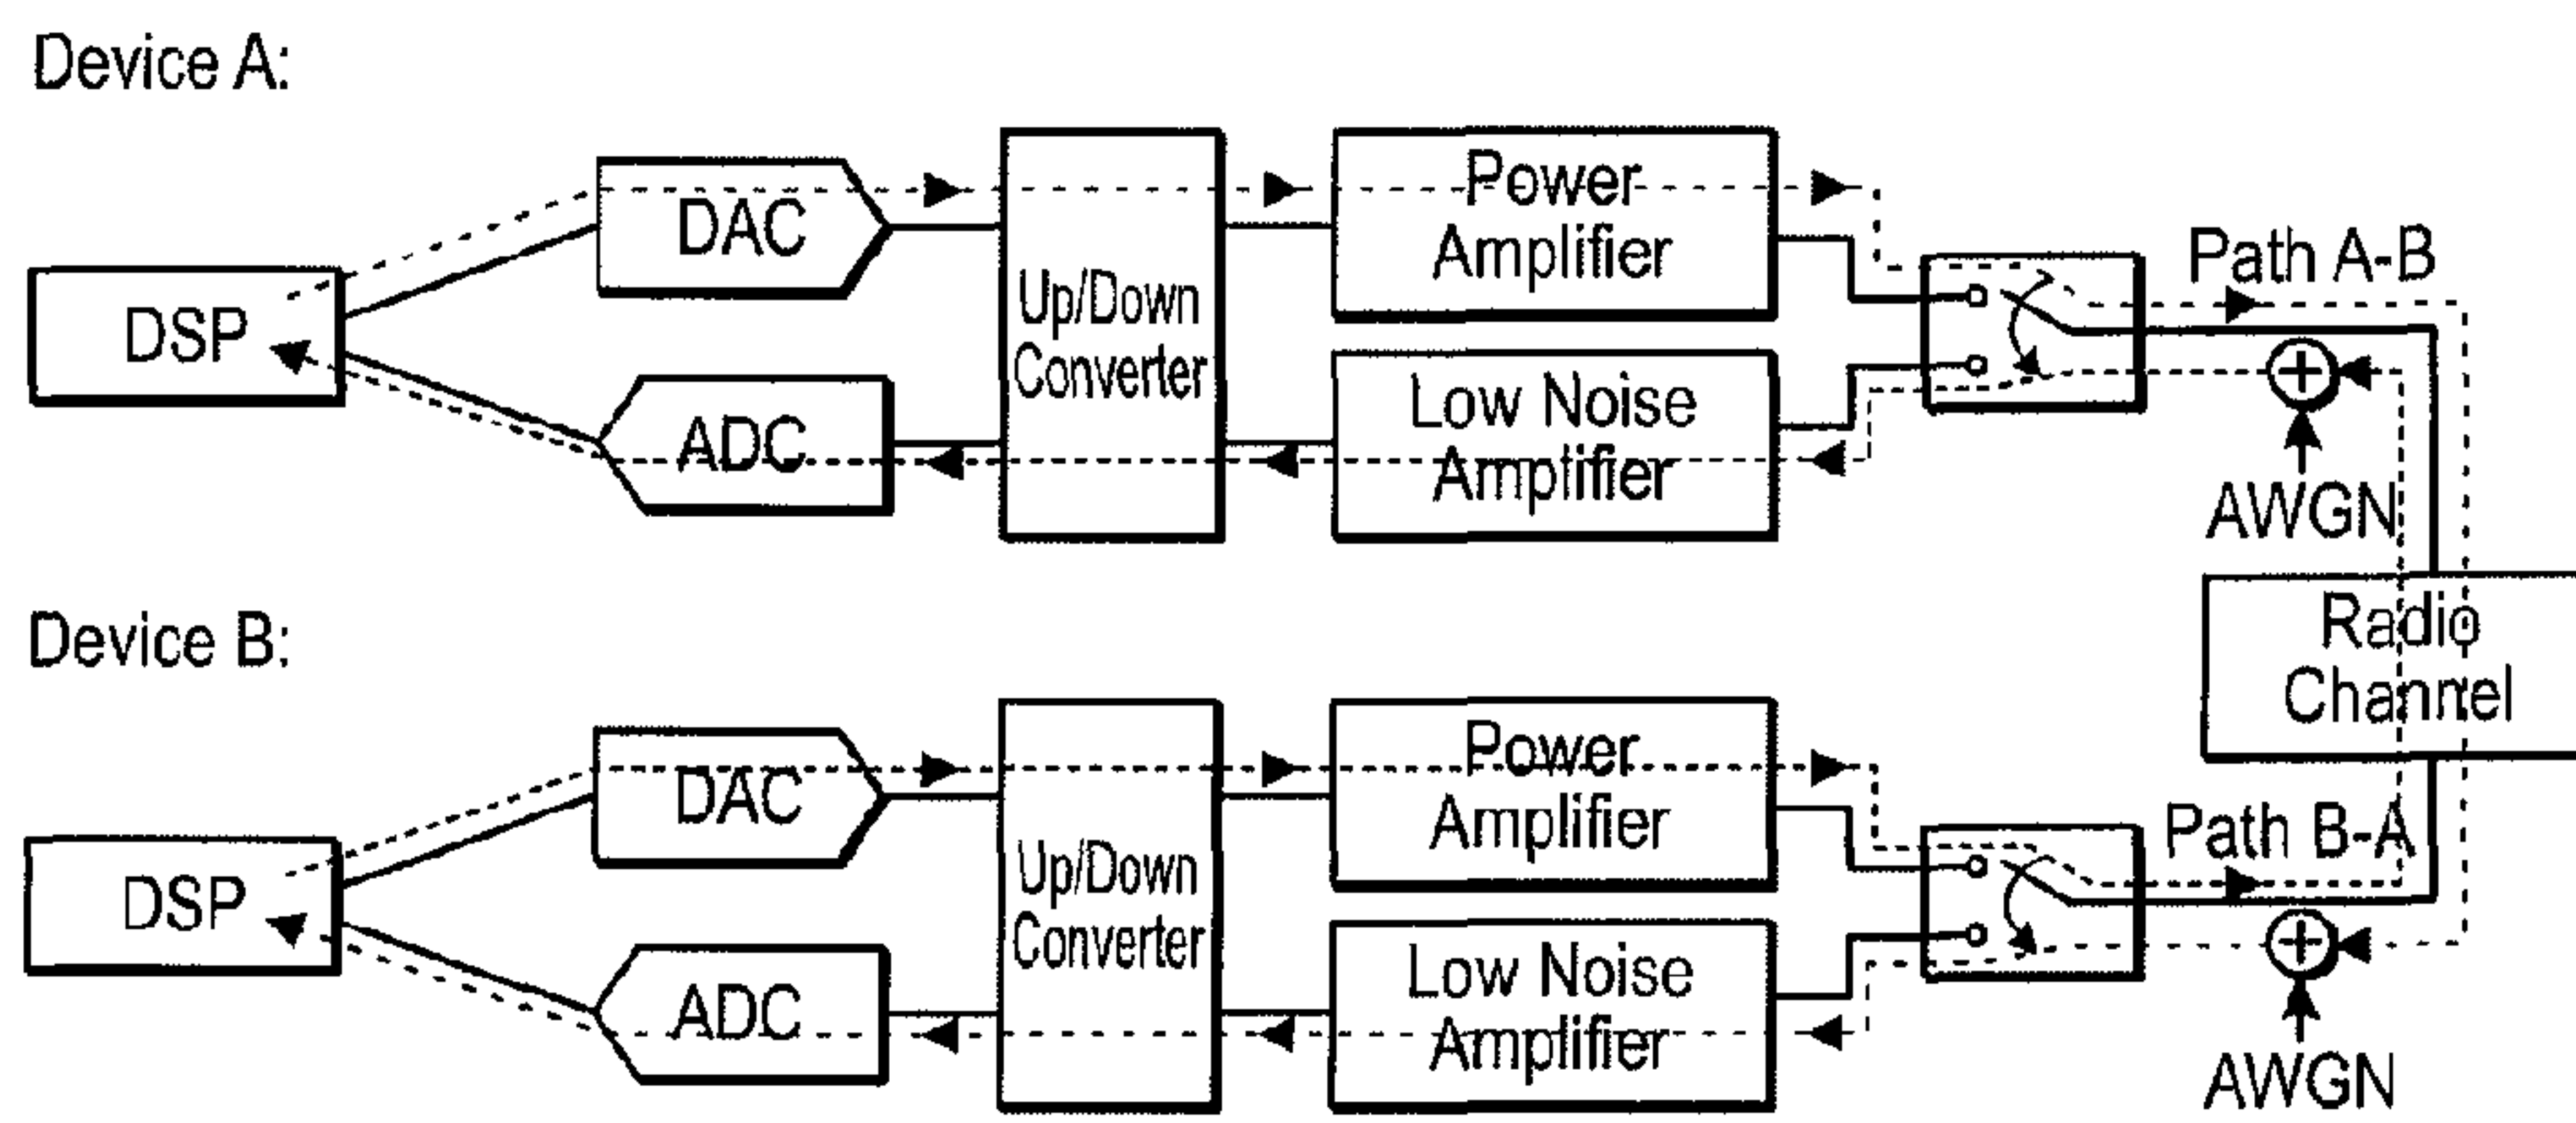 Device A:
DSP
DAC
ADC
Up/Down
Converter
Power
Amplifier
Low Noise
Amplifier
Path A-B
AWGN
Radio
Channel
Device B:
DSP
DAC
ADC
Up/Down
Converter
Power
Amplifier
Low Noise
Amplifier
Path B-A
AWGN